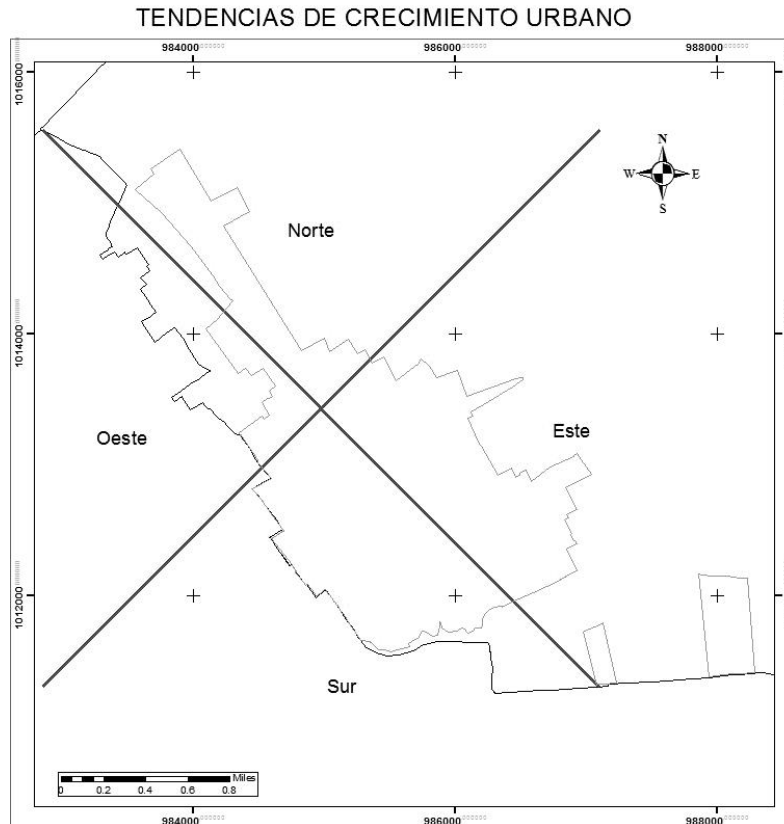 TENDENCIAS DE CRECIMIENTO URBANO
984000 986000 988000
1016000
N
W E
S
Norte
1014000
Oeste
Este
1012000
Sur
Miles
0 0.2 0.4 0.6 0.8
984000 986000 988000